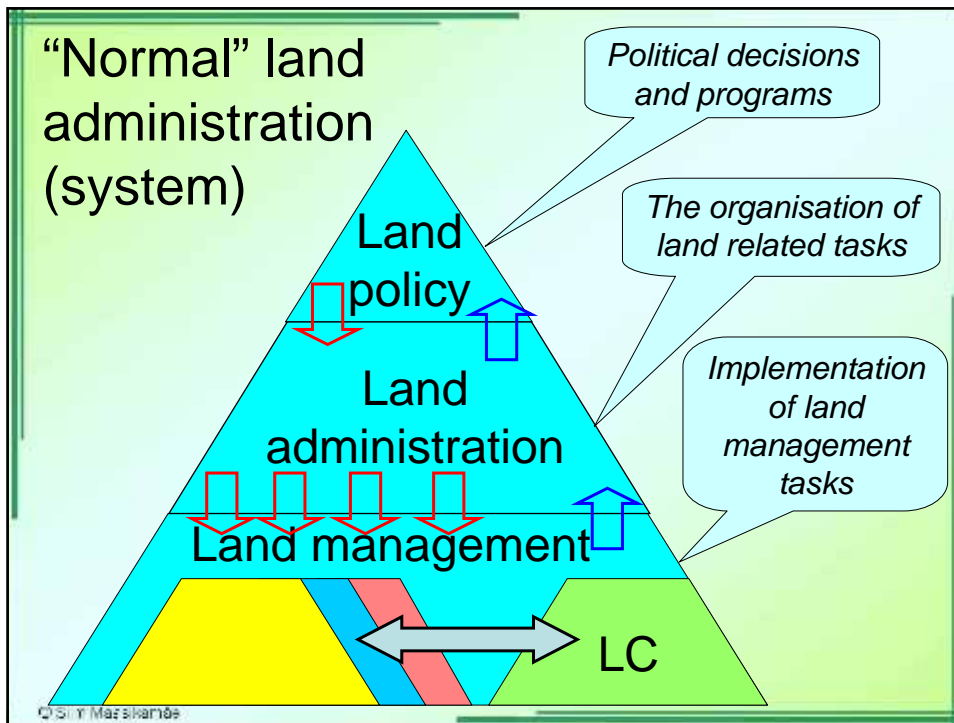 “Normal” land
administration
(system)
Political decisions
and programs
The organisation of
land related tasks
Implementation
of land
management
tasks
Land
policy
Land
administration
Land management
LC
©